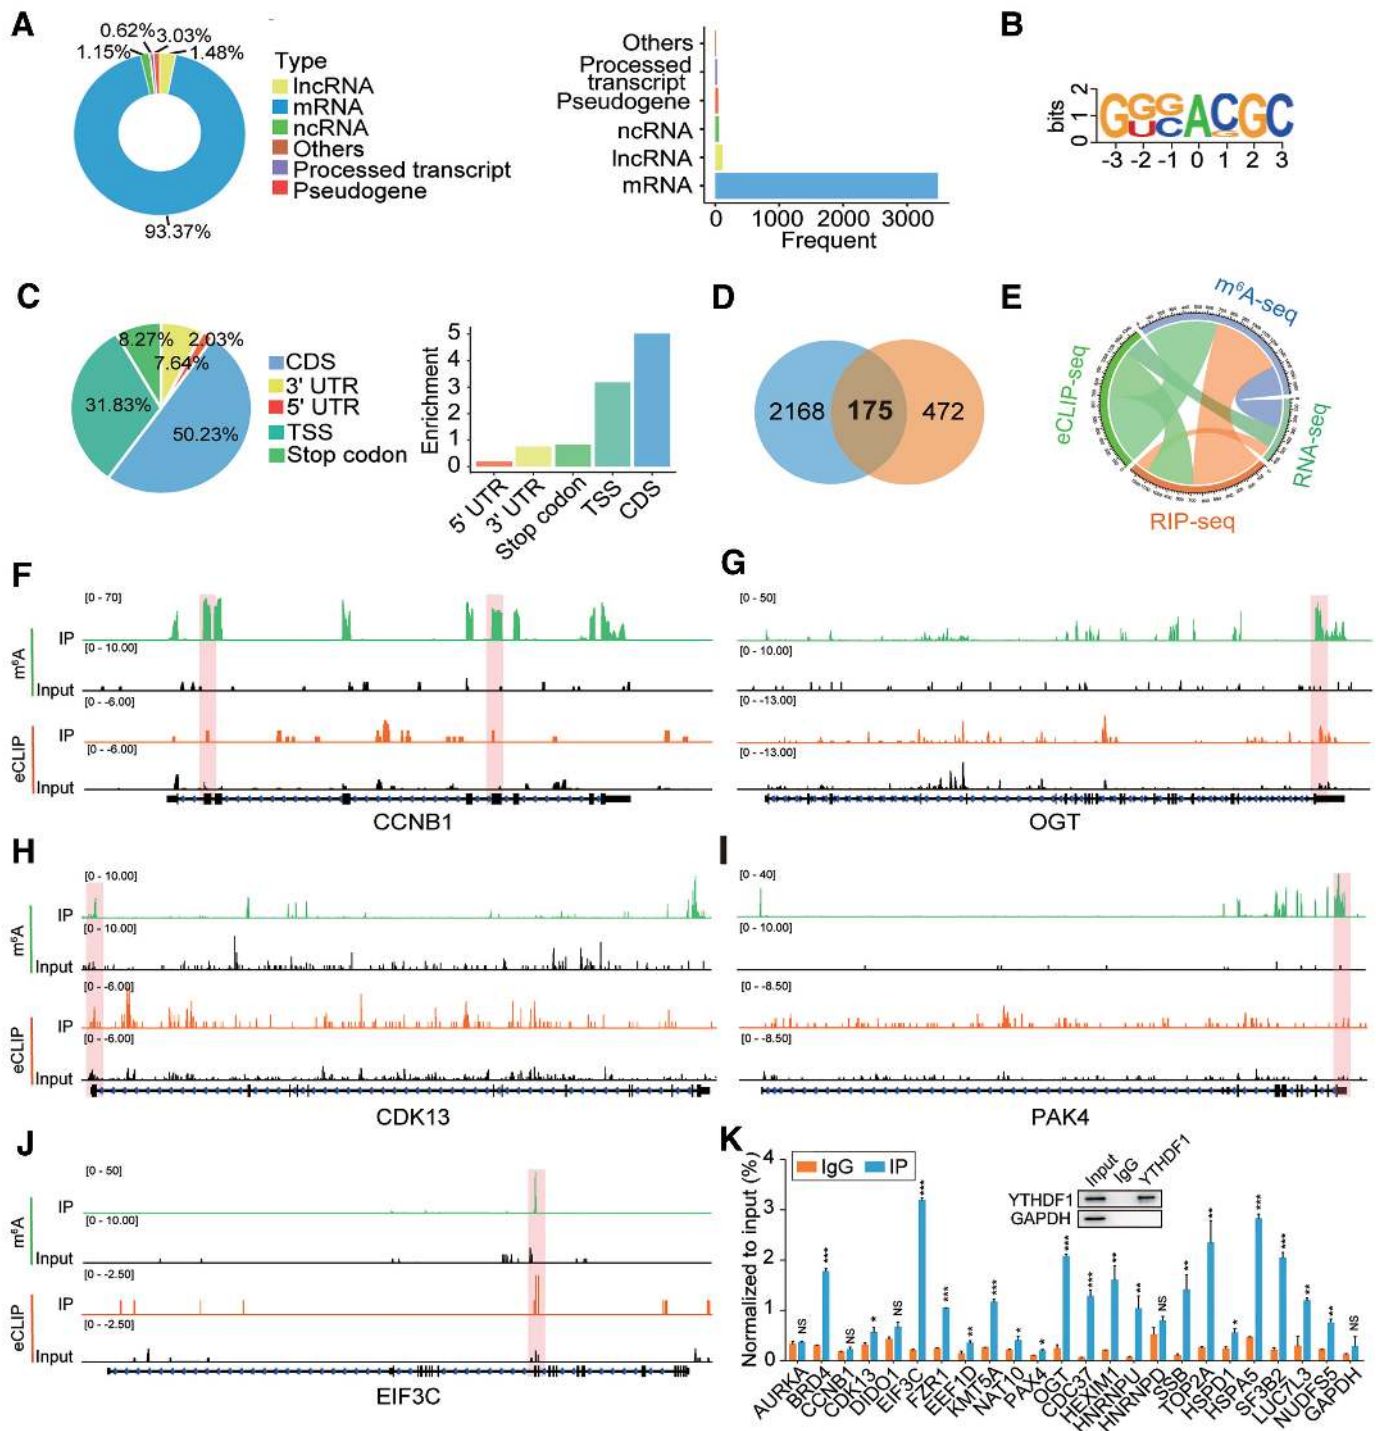 A
0.62%
3.03%
1.15%
1.48%
93.37%
Type
lncRNA
mRNA
ncRNA
Others
Processed transcript
Pseudogene
Others
Processed
transcript
Pseudogene
ncRNA
lncRNA
mRNA
0 1000 2000 3000
Frequent
B
bits
2
1
0
GGGACGC
UC G
-3 -2 -1 0 1 2 3
C
8.27%
2.03%
7.64%
31.83%
50.23%
CDS
3' UTR
5' UTR
TSS
Stop codon
Enrichment
5
4
3
2
1
0
5' UTR
3' UTR
Stop codon
TSS
CDS
D
2168
175
472
E
m⁶A-seq
eCLIP-seq
RNA-seq
RIP-seq
F
[0 - 70]
m⁶A
IP
[0 - 10.00]
Input
[0 - -6.00]
eCLIP
IP
[0 - -6.00]
Input
CCNB1
G
[0 - 50]
[0 - 10.00]
[0 - -13.00]
[0 - -13.00]
OGT
H
[0 - 10.00]
m⁶A
IP
[0 - 10.00]
Input
[0 - -6.00]
eCLIP
IP
[0 - -6.00]
Input
CDK13
I
[0 - 40]
[0 - 10.00]
[0 - -8.50]
[0 - -8.50]
PAK4
J
[0 - 50]
m⁶A
IP
[0 - 10.00]
Input
[0 - -2.50]
eCLIP
IP
[0 - -2.50]
Input
EIF3C
K
Normalized to input (%)
4
3
2
1
0
IgG
IP
Input
IgG
YTHDF1
YTHDF1
GAPDH
NS
***
NS
*
NS
***
***
**
***
*
*
***
***
**
**
NS
**
**
*
***
***
**
**
NS
AURKA
BRD4
CCNB1
CDK13
DIDO1
EIF3C
FZR1
EEF1D
KMT5A
NAT10
PAX4
OGT
CDC37
HEXIM1
HNRNPU
HNRNPD
SSB
TOP2A
HSPD1
HSPA5
SF3B2
LUC7L3
NUDFS5
GAPDH